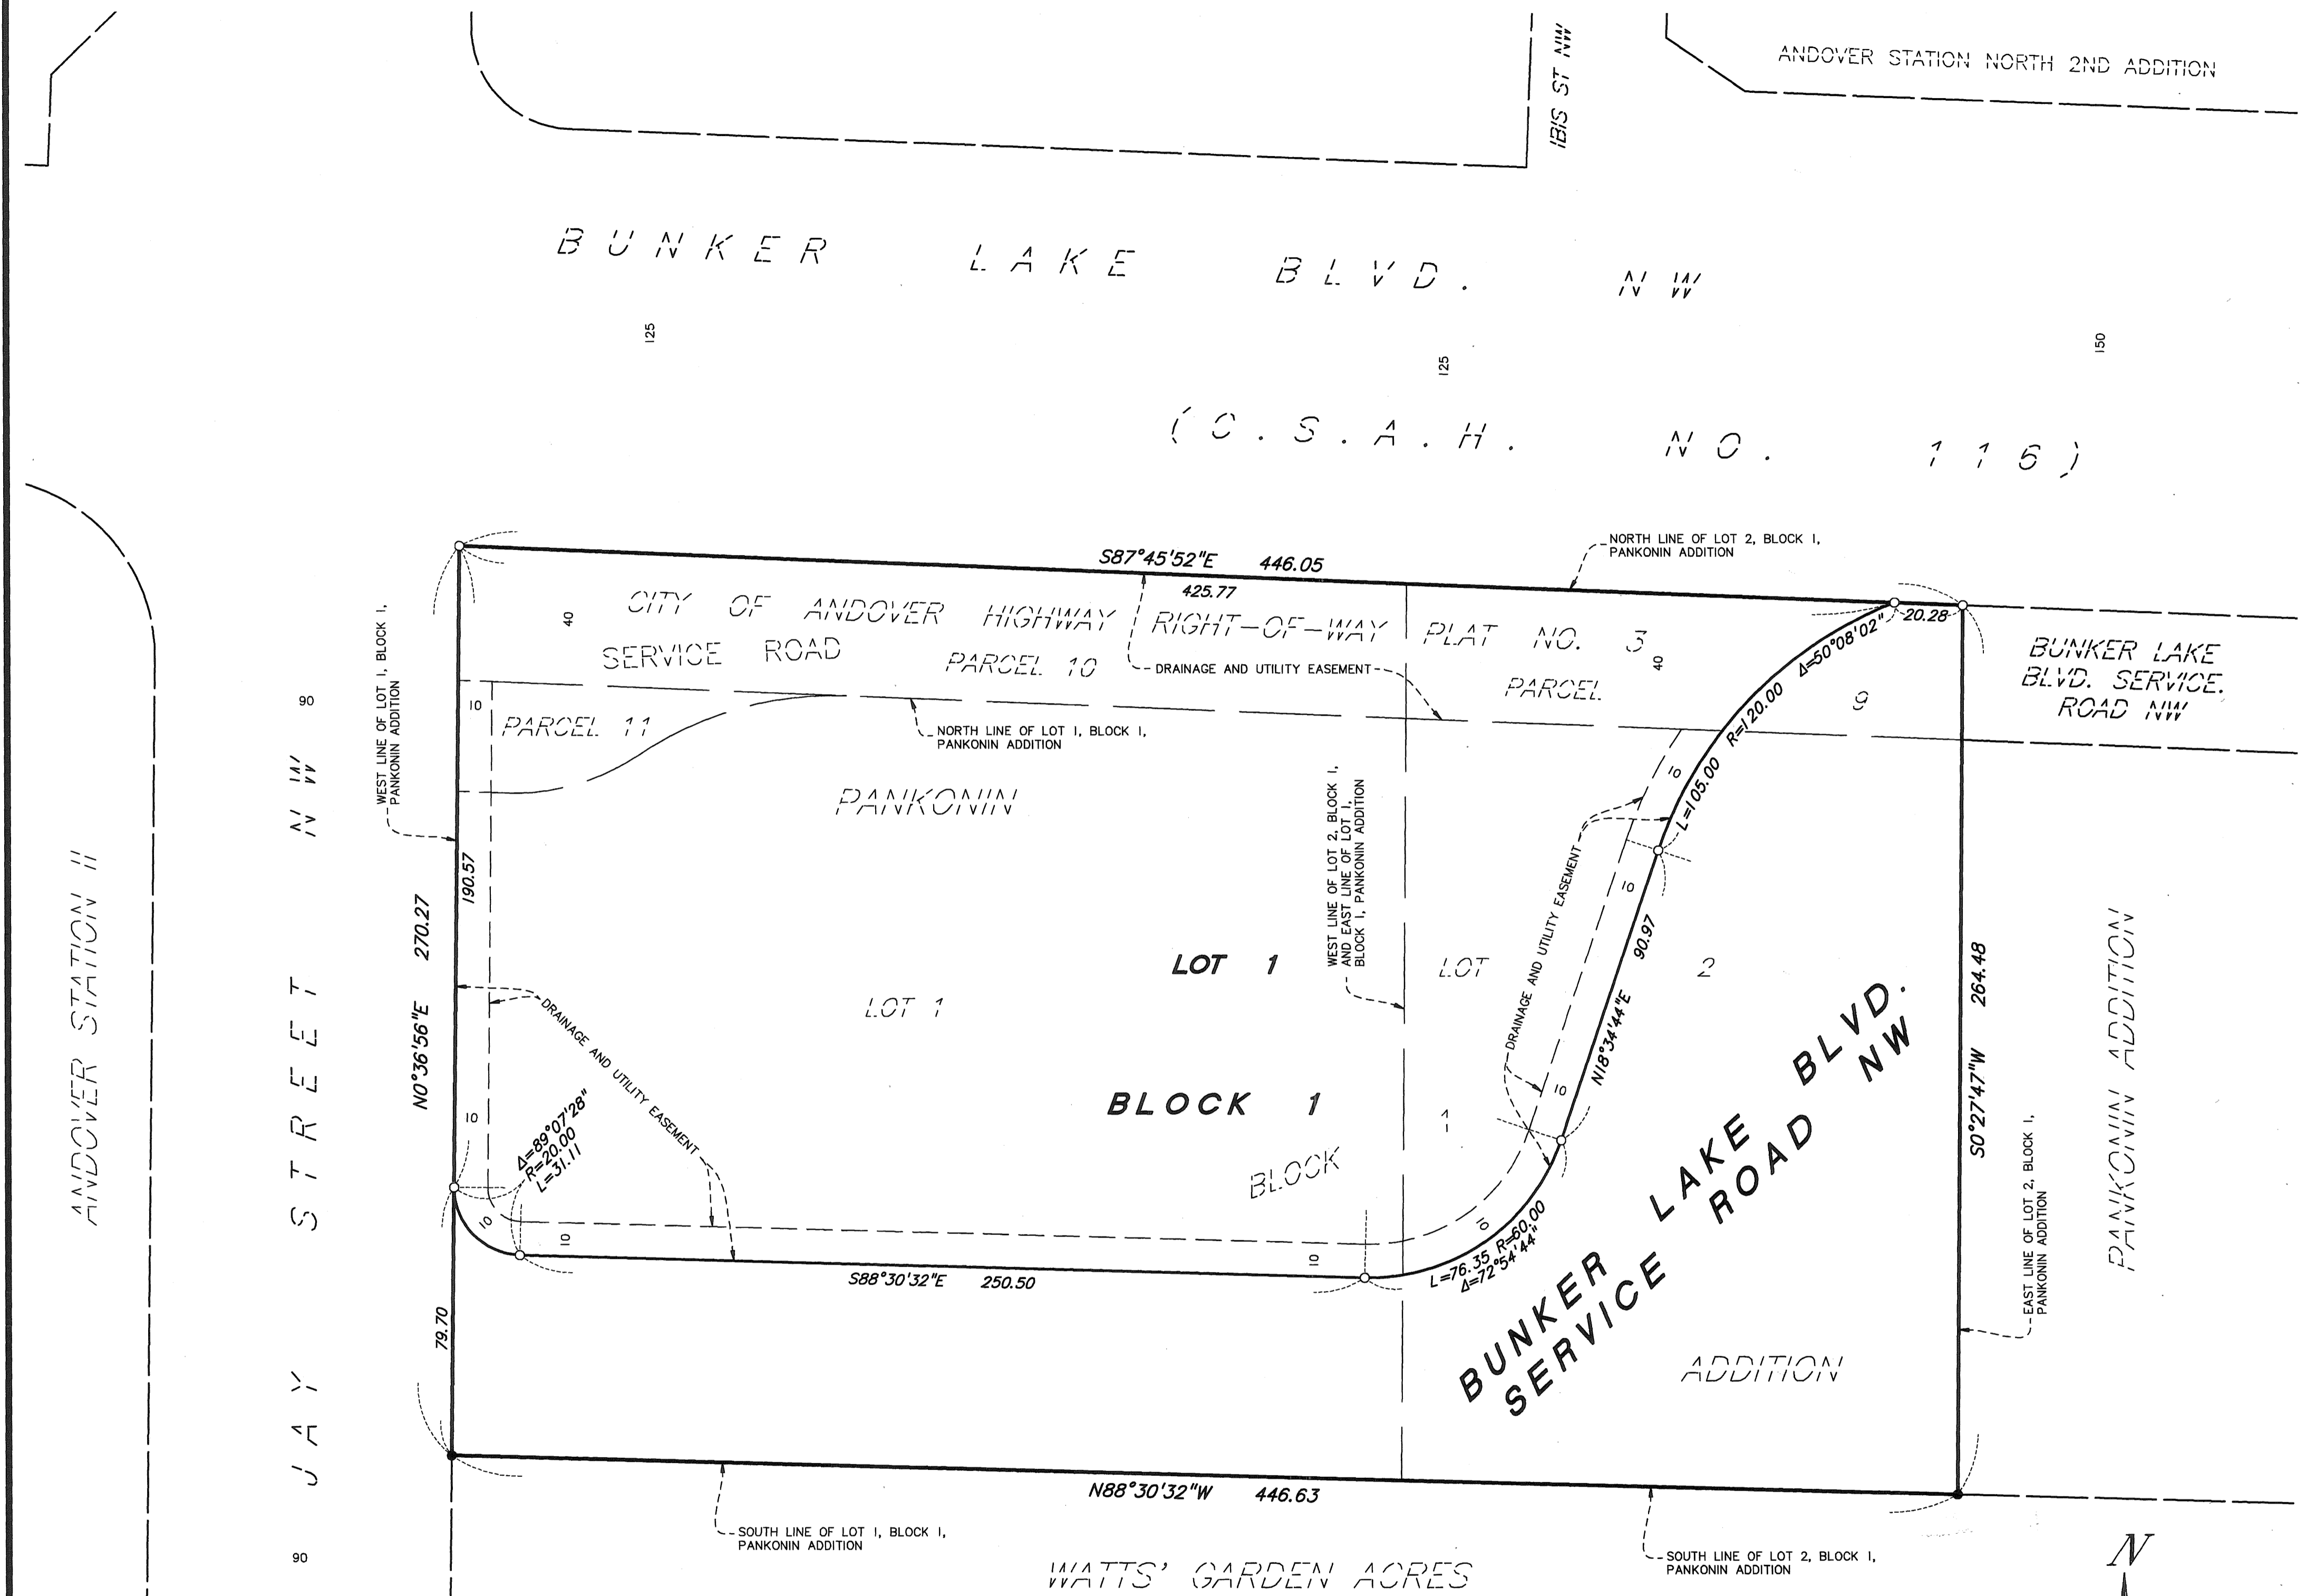 ANDOVER STATION NORTH 2ND ADDITION
IBIS ST NW
BUNKER LAKE BLVD. NW
125
125
150
(C.S.A.H. NO. 116)
S87°45'52"E 446.05
425.77
20.28
NORTH LINE OF LOT 2, BLOCK 1,
PANKONIN ADDITION
CITY OF ANDOVER HIGHWAY RIGHT-OF-WAY PLAT NO. 3
40
SERVICE ROAD
PARCEL 10
DRAINAGE AND UTILITY EASEMENT
40
PARCEL 9
BUNKER LAKE
BLVD. SERVICE.
ROAD NW
WEST LINE OF LOT 1, BLOCK 1,
PANKONIN ADDITION
10
PARCEL 11
NORTH LINE OF LOT 1, BLOCK 1,
PANKONIN ADDITION
PANKONIN
90
JAY STREET NW
90
ANDOVER STATION II
190.57
N0°36'56"E 270.27
79.70
WEST LINE OF LOT 2, BLOCK 1,
AND EAST LINE OF LOT 1,
BLOCK 1, PANKONIN ADDITION
Δ=50°08'02"
R=120.00
L=105.00
10
10
DRAINAGE AND UTILITY EASEMENT
90.97
N18°34'44"E
10
LOT 1
LOT 2
LOT 1
BLOCK 1
BLOCK 1
DRAINAGE AND UTILITY EASEMENT
10
Δ=89°07'28"
R=20.00
L=31.11
10
10
10
10
S88°30'32"E 250.50
L=76.35 R=60.00
Δ=72°54'44"
BUNKER LAKE BLVD.
SERVICE ROAD NW
S0°27'47"W 264.48
PANKONIN ADDITION
EAST LINE OF LOT 2, BLOCK 1,
PANKONIN ADDITION
ADDITION
N88°30'32"W 446.63
SOUTH LINE OF LOT 1, BLOCK 1,
PANKONIN ADDITION
SOUTH LINE OF LOT 2, BLOCK 1,
PANKONIN ADDITION
WATTS' GARDEN ACRES
N